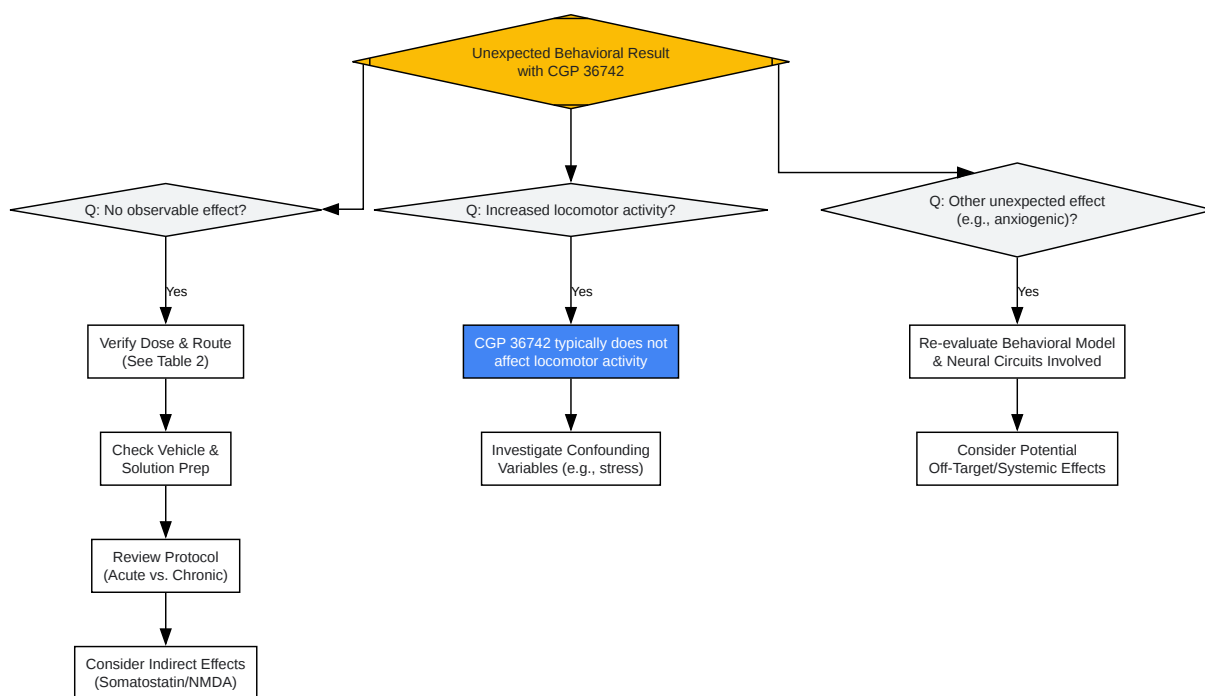 Unexpected Behavioral Result
with CGP 36742
Q: No observable effect?
Q: Increased locomotor activity?
Q: Other unexpected effect
(e.g., anxiogenic)?
Yes
Yes
Yes
Verify Dose & Route
(See Table 2)
CGP 36742 typically does not
affect locomotor activity
Re-evaluate Behavioral Model
& Neural Circuits Involved
Check Vehicle &
Solution Prep
Investigate Confounding
Variables (e.g., stress)
Consider Potential
Off-Target/Systemic Effects
Review Protocol
(Acute vs. Chronic)
Consider Indirect Effects
(Somatostatin/NMDA)